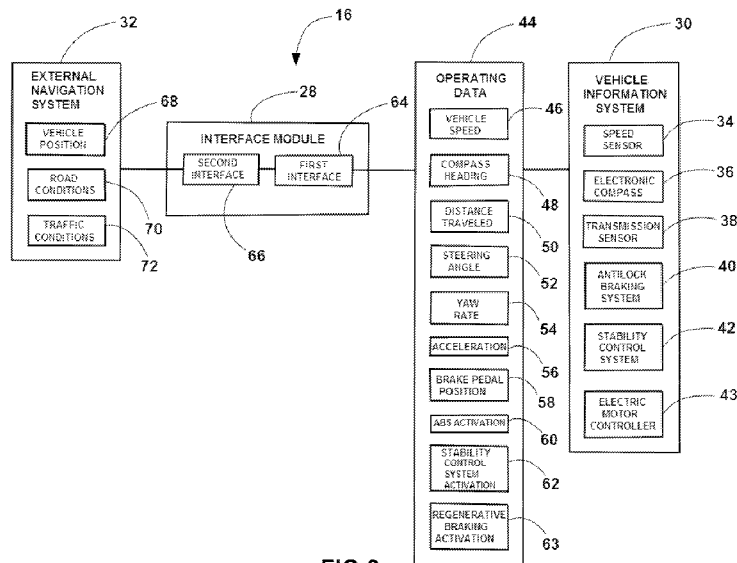 32
EXTERNAL
NAVIGATION
SYSTEM
VEHICLE
POSITION
68
ROAD
CONDITIONS
70
TRAFFIC
CONDITIONS
72
16
28
INTERFACE MODULE
64
SECOND
INTERFACE
66
FIRST
INTERFACE
44
OPERATING
DATA
VEHICLE
SPEED
46
COMPASS
HEADING
48
DISTANCE
TRAVELED
50
STEERING
ANGLE
52
YAW
RATE
54
ACCELERATION
56
BRAKE PEDAL
POSITION
58
ABS ACTIVATION
60
STABILITY
CONTROL
SYSTEM
ACTIVATION
62
REGENERATIVE
BRAKING
ACTIVATION
63
30
VEHICLE
INFORMATION
SYSTEM
SPEED
SENSOR
34
ELECTRONIC
COMPASS
36
TRANSMISSION
SENSOR
38
ANTILOCK
BRAKING
SYSTEM
40
STABILITY
CONTROL
SYSTEM
42
ELECTRIC
MOTOR
CONTROLLER
43